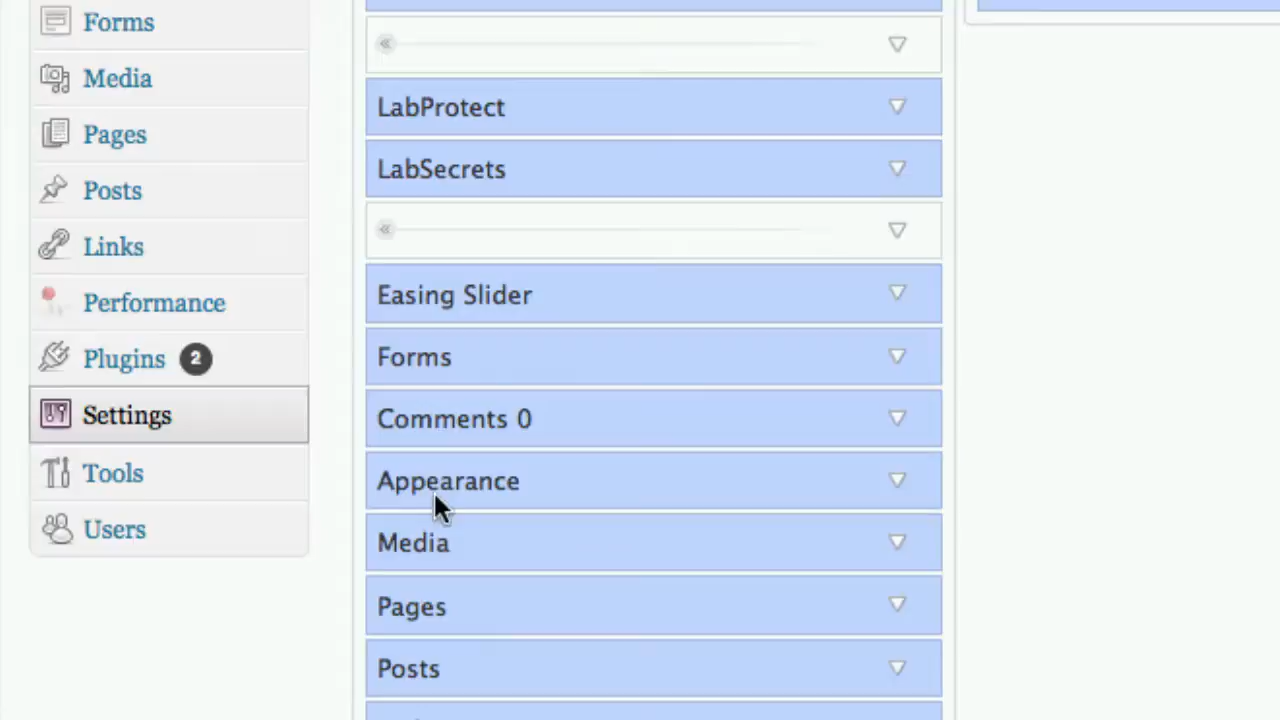 Forms
Media
Pages
Posts
Links
Performance
Plugins 2
Settings
Tools
Users
LabProtect
LabSecrets
Easing Slider
Forms
Comments 0
Appearance
Media
Pages
Posts